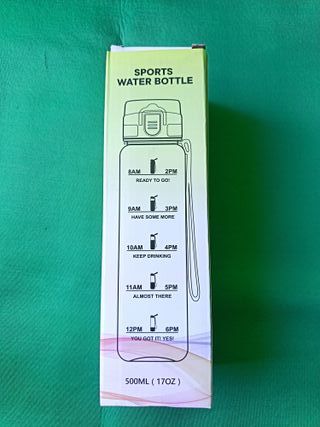 SPORTS
WATER BOTTLE
8AM 2PM
READY TO GO!
9AM 3PM
HAVE SOME MORE
10AM 4PM
KEEP DRINKING
11AM 5PM
ALMOST THERE
12PM 6PM
YOU GOT IT! YES!
500ML ( 17OZ )